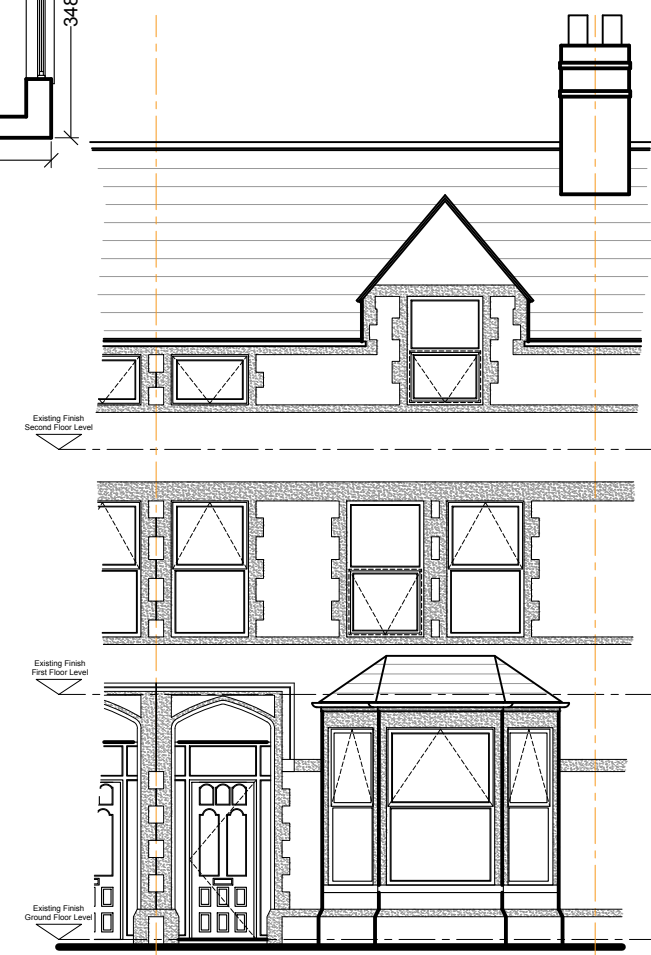 348
Existing Finish
Second Floor Level
Existing Finish
First Floor Level
Existing Finish
Ground Floor Level